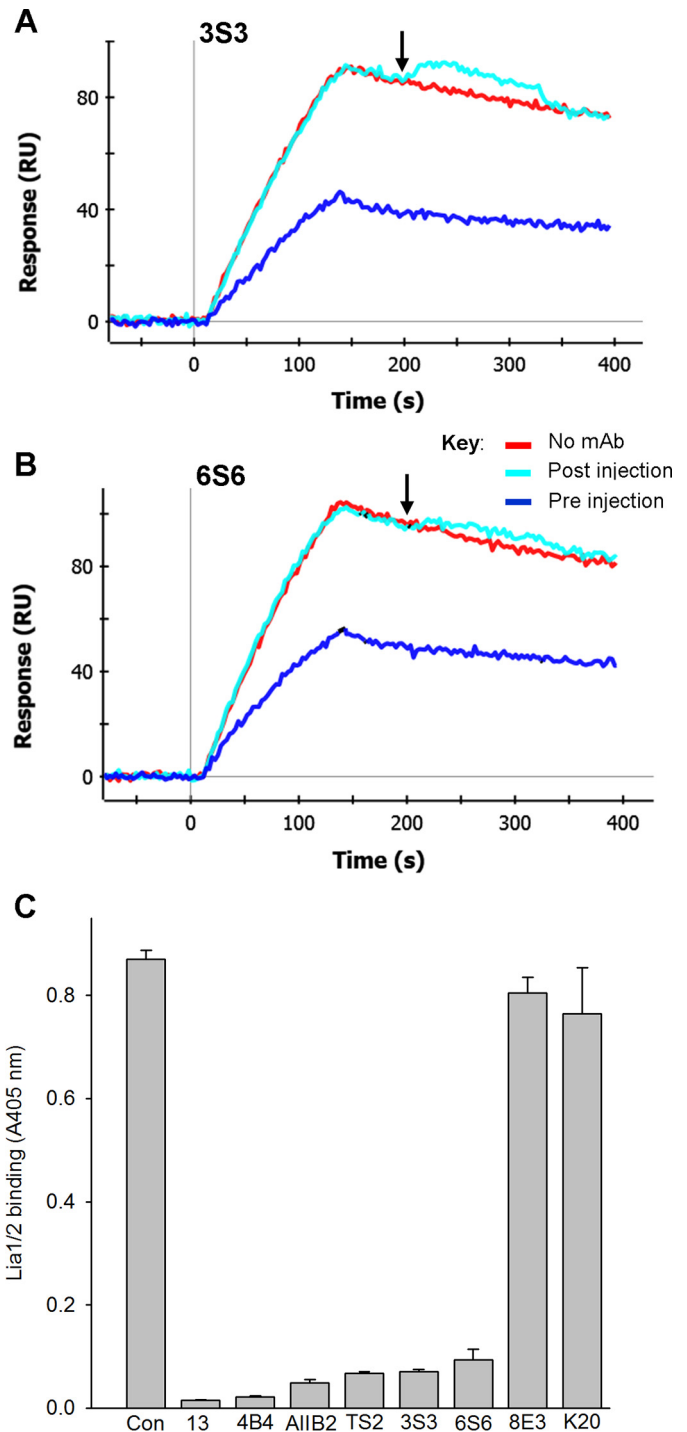 A
3S3
80
40
0
Response (RU)
0 100 200 300 400
Time (s)
Key:
No mAb
Post injection
Pre injection
B
6S6
80
40
0
Response (RU)
0 100 200 300 400
Time (s)
C
0.8
0.6
0.4
0.2
0.0
Lia1/2 binding (A405 nm)
Con 13 4B4 AIIB2 TS2 3S3 6S6 8E3 K20